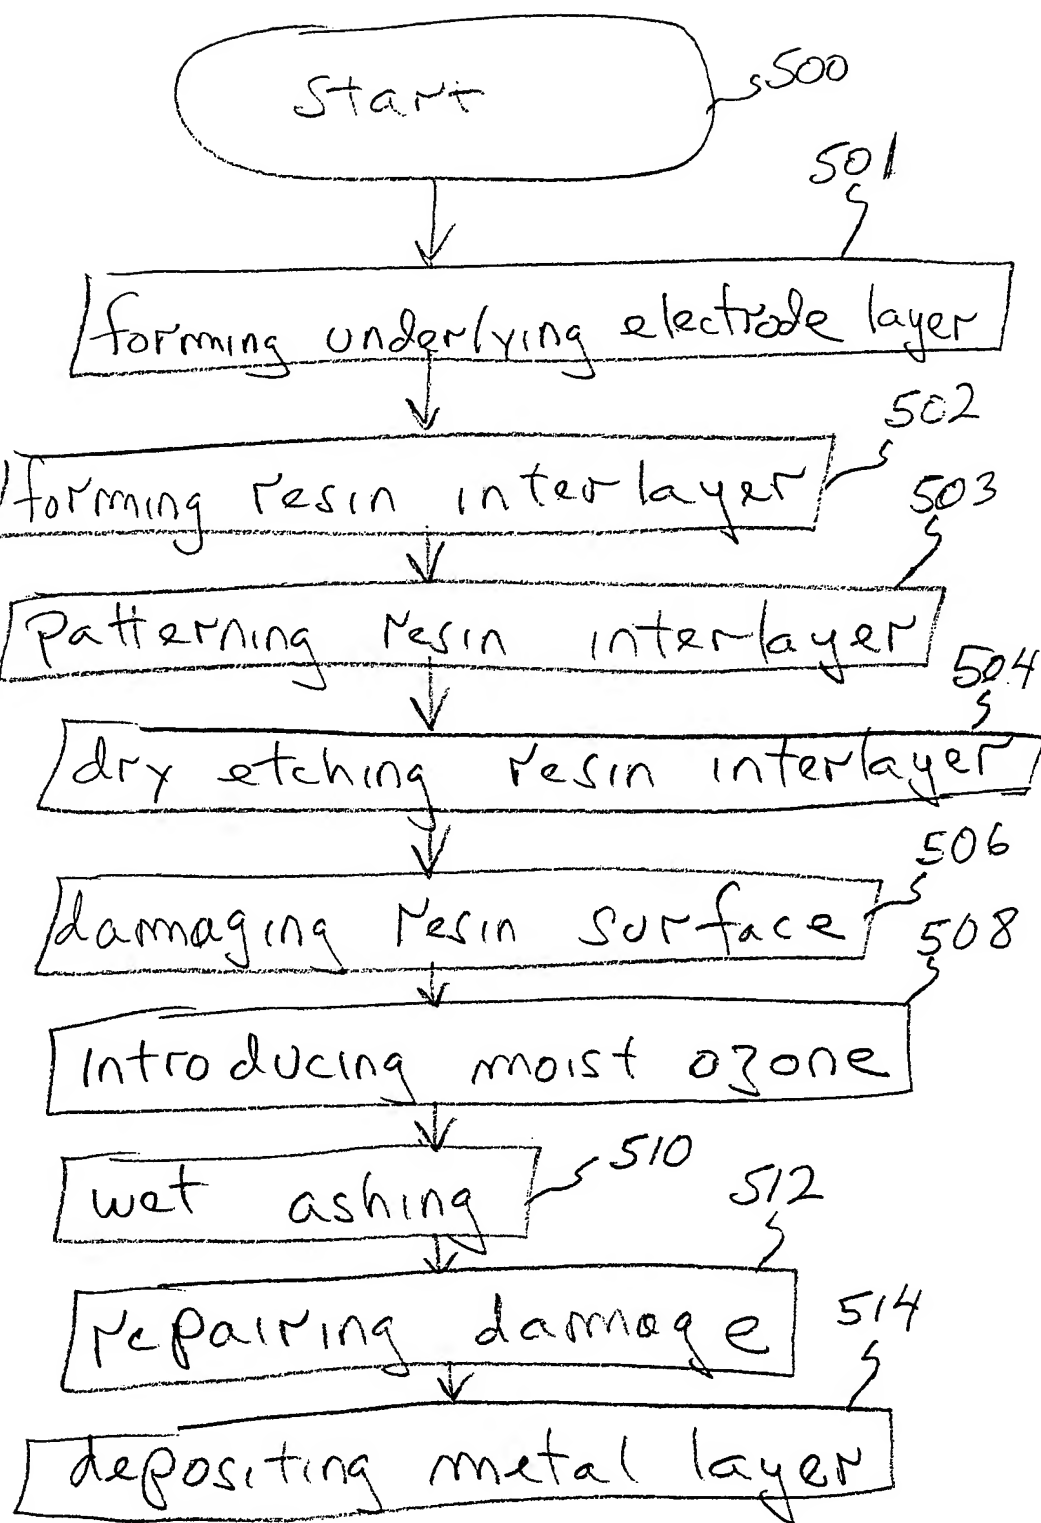 start
500
501
forming underlying electrode layer
502
forming resin interlayer
503
patterning resin interlayer
504
dry etching resin interlayer
506
damaging resin surface
508
introducing moist ozone
510
wet ashing
512
repairing damage
514
depositing metal layer